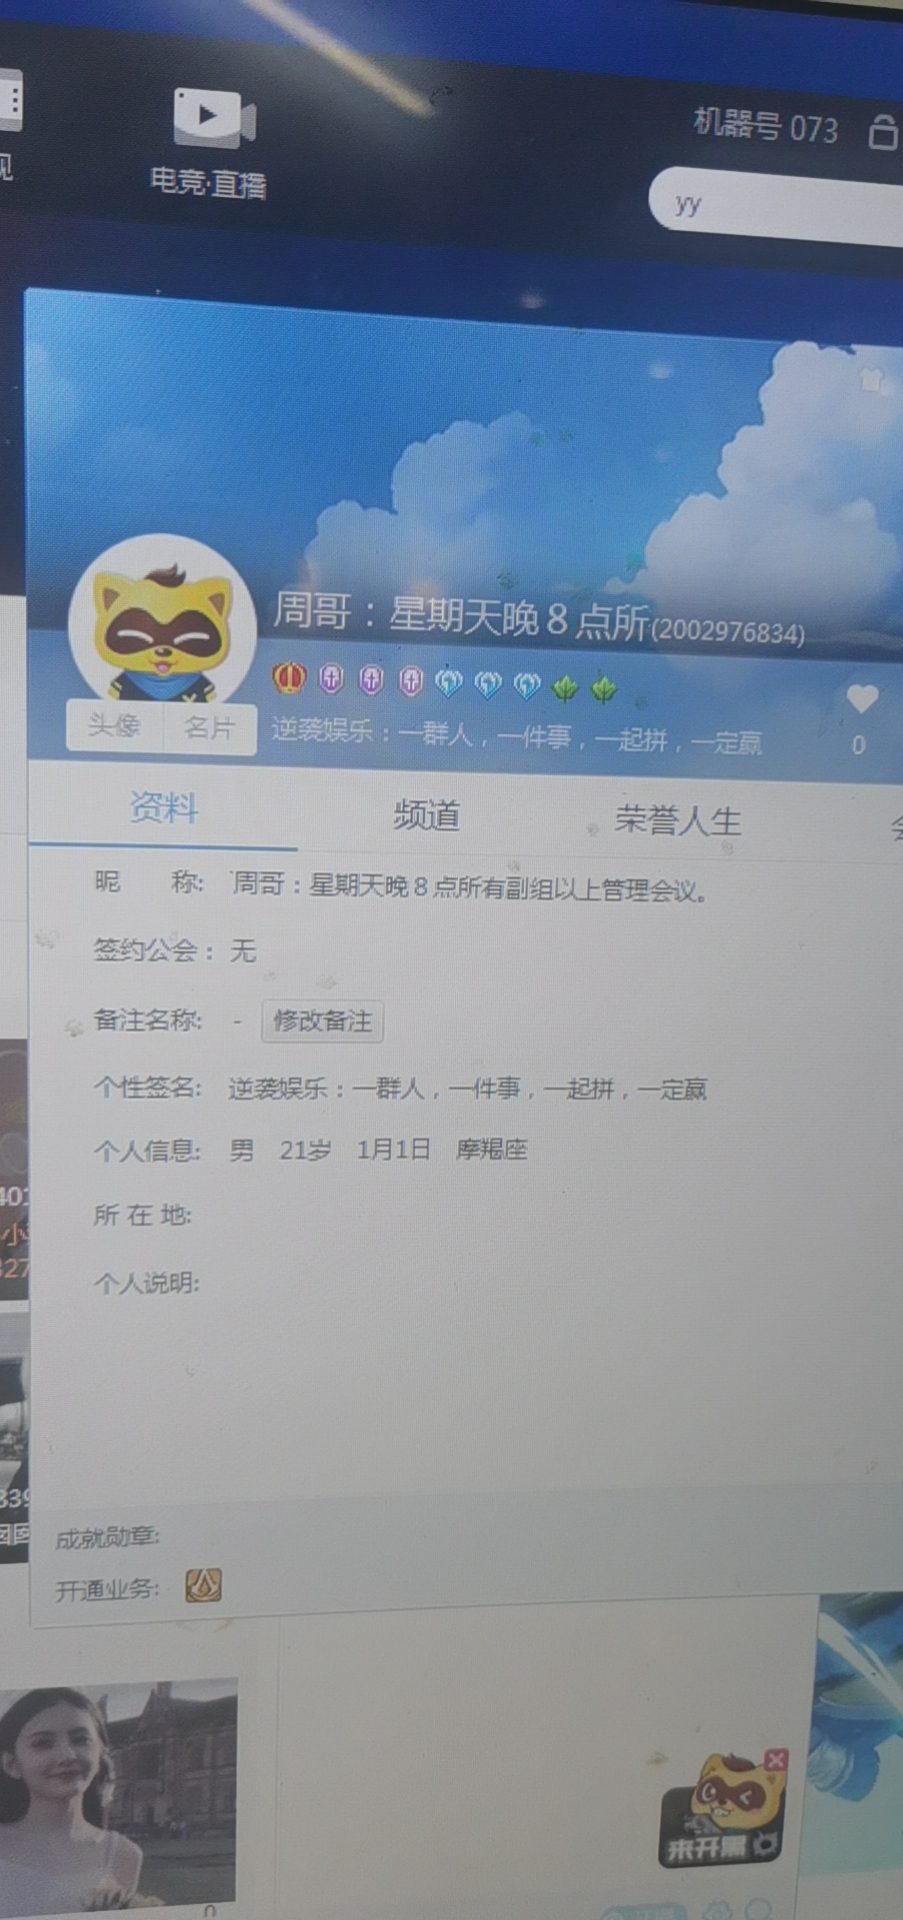 电竞·直播
机器号 073
yy
周哥：星期天晚８点所(2002976834)
头像 名片
逆袭娱乐：一群人，一件事，一起拼，一定赢
0
资料 频道 荣誉人生
昵 称: 周哥：星期天晚８点所有副组以上管理会议。
签约公会： 无
备注名称: - 修改备注
个性签名: 逆袭娱乐：一群人，一件事，一起拼，一定赢
个人信息: 男 21岁 1月1日 摩羯座
所 在 地:
个人说明:
成就勋章:
开通业务:
来开黑